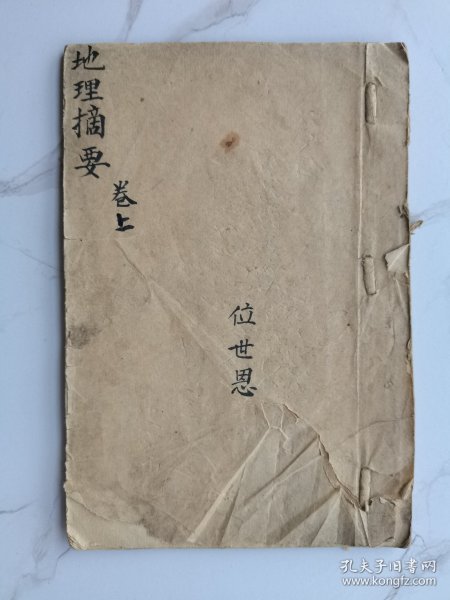 地理摘要
卷上
位世恩
孔夫子旧书网
www.kongfz.com